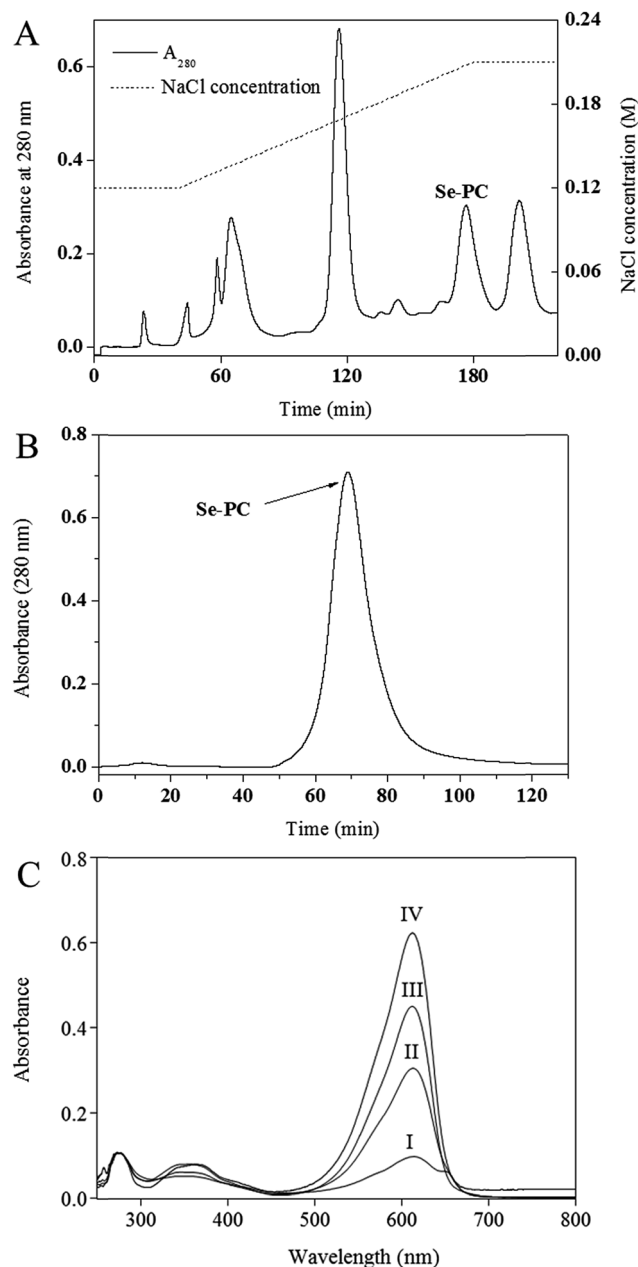 A
A280
NaCl concentration
Se-PC
Absorbance at 280 nm
0.6
0.4
0.2
0.0
NaCl concentration (M)
0.24
0.18
0.12
0.06
0.00
0 60 120 180
Time (min)
B
Se-PC
Absorbance (280 nm)
0.8
0.6
0.4
0.2
0.0
0 20 40 60 80 100 120
Time (min)
C
IV
III
II
I
Absorbance
0.8
0.6
0.4
0.2
0.0
300 400 500 600 700 800
Wavelength (nm)